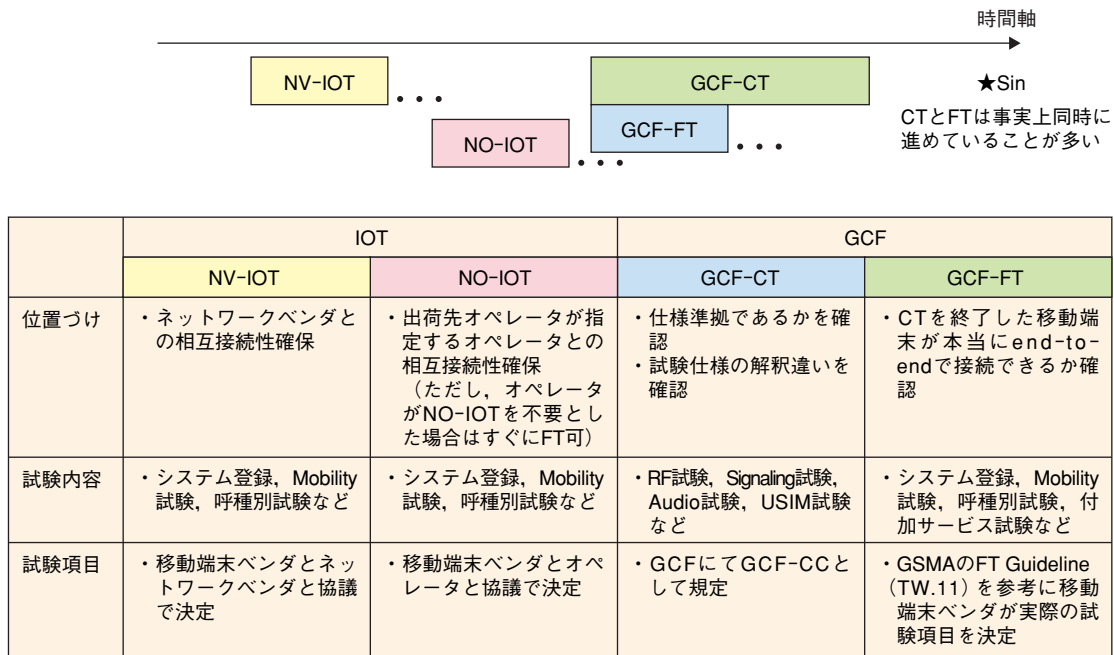 時間軸
NV-IOT
・・・
NO-IOT
・・・
GCF-CT
GCF-FT
・・・
★Sin
CTとFTは事実上同時に
進めていることが多い
IOT
GCF
NV-IOT
NO-IOT
GCF-CT
GCF-FT
位置づけ
・ネットワークベンダと
の相互接続性確保
・出荷先オペレータが指
定するオペレータとの
相互接続性確保
（ただし，オペレータ
がNO-IOTを不要とし
た場合はすぐにFT可）
・仕様準拠であるかを確
認
・試験仕様の解釈違いを
確認
・CTを終了した移動端
末が本当にend-to-
endで接続できるか確
認
試験内容
・システム登録，Mobility
試験，呼種別試験など
・システム登録，Mobility
試験，呼種別試験など
・RF試験，Signaling試験，
Audio試験，USIM試験
など
・システム登録，Mobility
試験，呼種別試験，付
加サービス試験など
試験項目
・移動端末ベンダとネッ
トワークベンダと協議
で決定
・移動端末ベンダとオペ
レータと協議で決定
・GCFにてGCF-CCと
して規定
・GSMAのFT Guideline
（TW.11）を参考に移動
端末ベンダが実際の試
験項目を決定